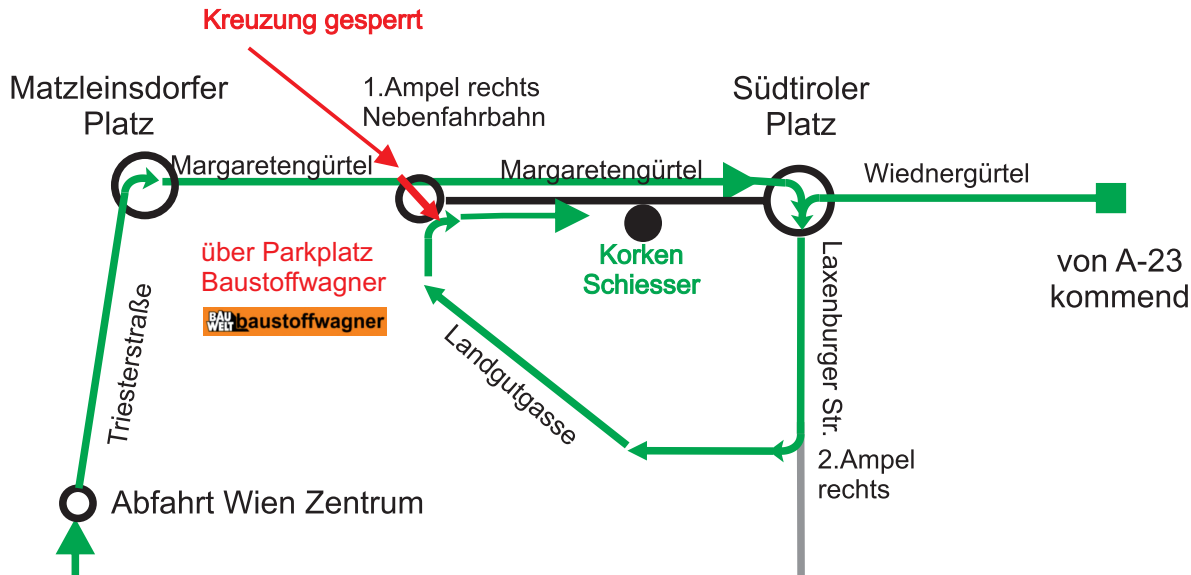 Kreuzung gesperrt
Matzleinsdorfer
Platz
1.Ampel rechts
Nebenfahrbahn
Südtiroler
Platz
Margaretengürtel
Margaretengürtel
Wiednergürtel
über Parkplatz
Baustoffwagner
BAU
WELT
baustoffwagner
Korken
Schiesser
von A-23
kommend
Triesterstraße
Landgutgasse
Laxenburger Str.
2.Ampel
rechts
Abfahrt Wien Zentrum